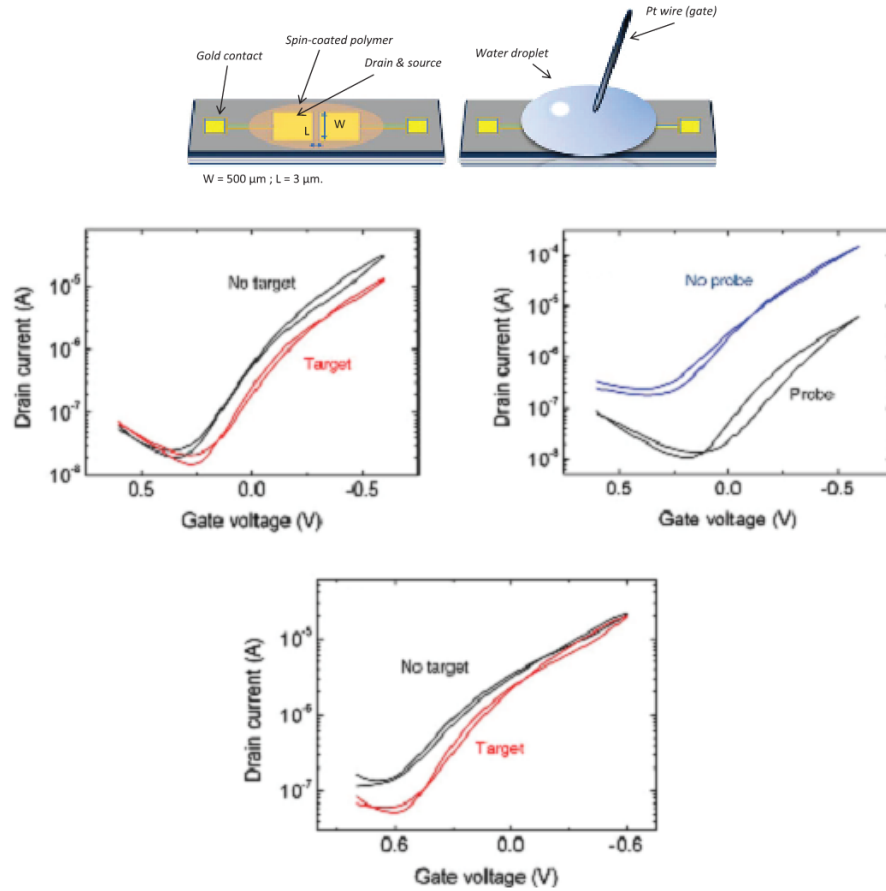 Gold contact
Spin-coated polymer
Drain & source
L
W
W = 500 µm ; L = 3 µm.
Water droplet
Pt wire (gate)
Drain current (A)
10⁻⁵
10⁻⁶
10⁻⁷
10⁻⁸
No target
Target
0.5 0.0 -0.5
Gate voltage (V)
Drain current (A)
10⁻⁴
10⁻⁵
10⁻⁶
10⁻⁷
10⁻⁸
No probe
Probe
0.5 0.0 -0.5
Gate voltage (V)
Drain current (A)
10⁻⁵
10⁻⁶
10⁻⁷
No target
Target
0.6 0.0 -0.6
Gate voltage (V)